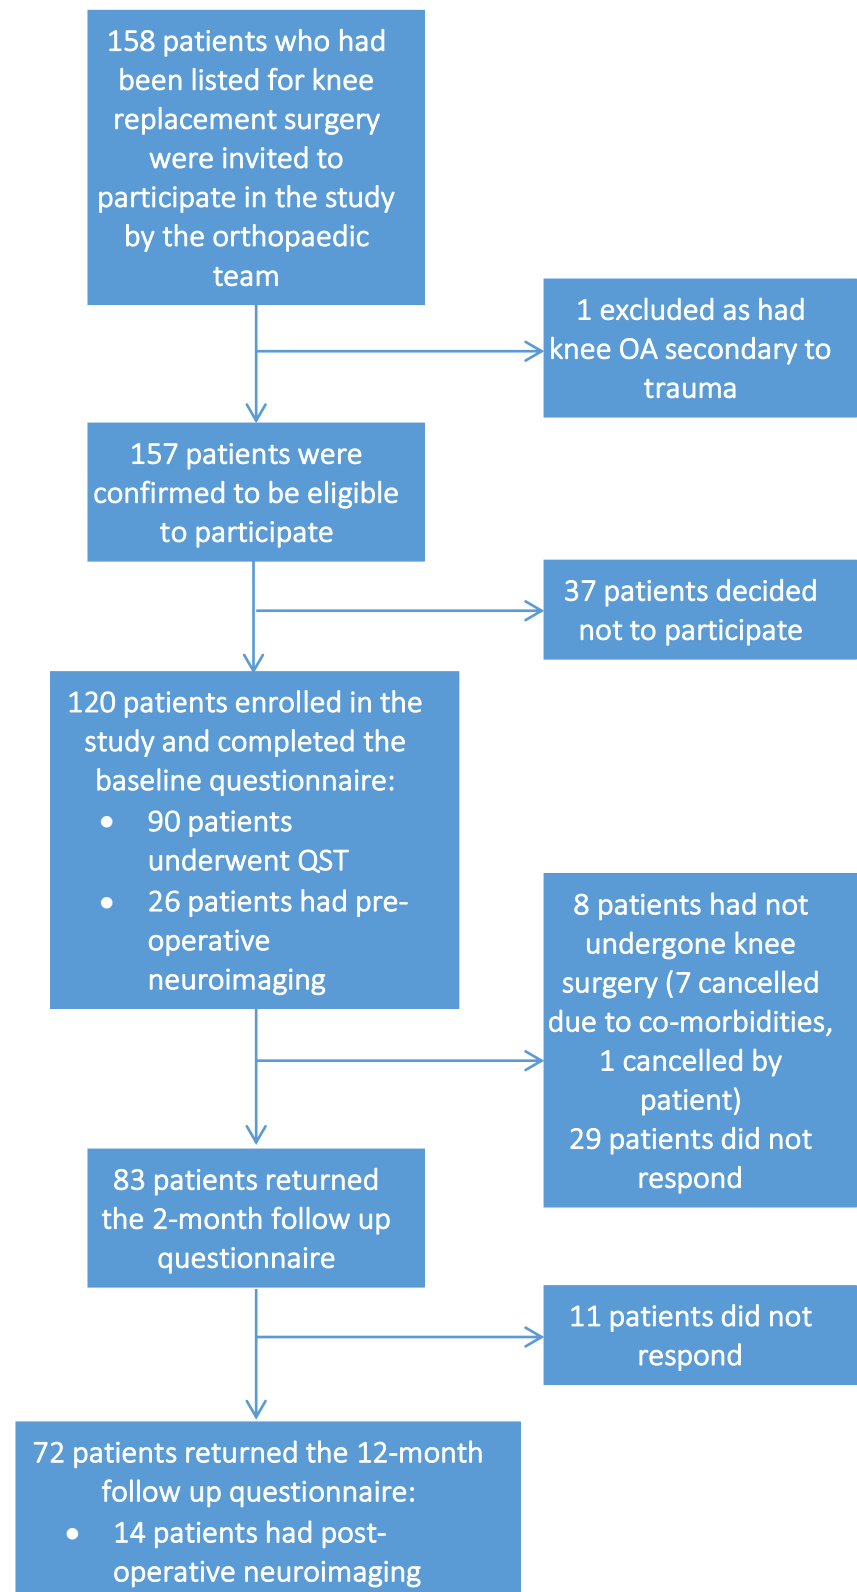 158 patients who had
been listed for knee
replacement surgery
were invited to
participate in the study
by the orthopaedic
team
1 excluded as had
knee OA secondary to
trauma
157 patients were
confirmed to be eligible
to participate
37 patients decided
not to participate
120 patients enrolled in the
study and completed the
baseline questionnaire:
• 90 patients
underwent QST
• 26 patients had pre-
operative
neuroimaging
8 patients had not
undergone knee
surgery (7 cancelled
due to co-morbidities,
1 cancelled by
patient)
29 patients did not
respond
83 patients returned
the 2-month follow up
questionnaire
11 patients did not
respond
72 patients returned the 12-month
follow up questionnaire:
• 14 patients had post-
operative neuroimaging